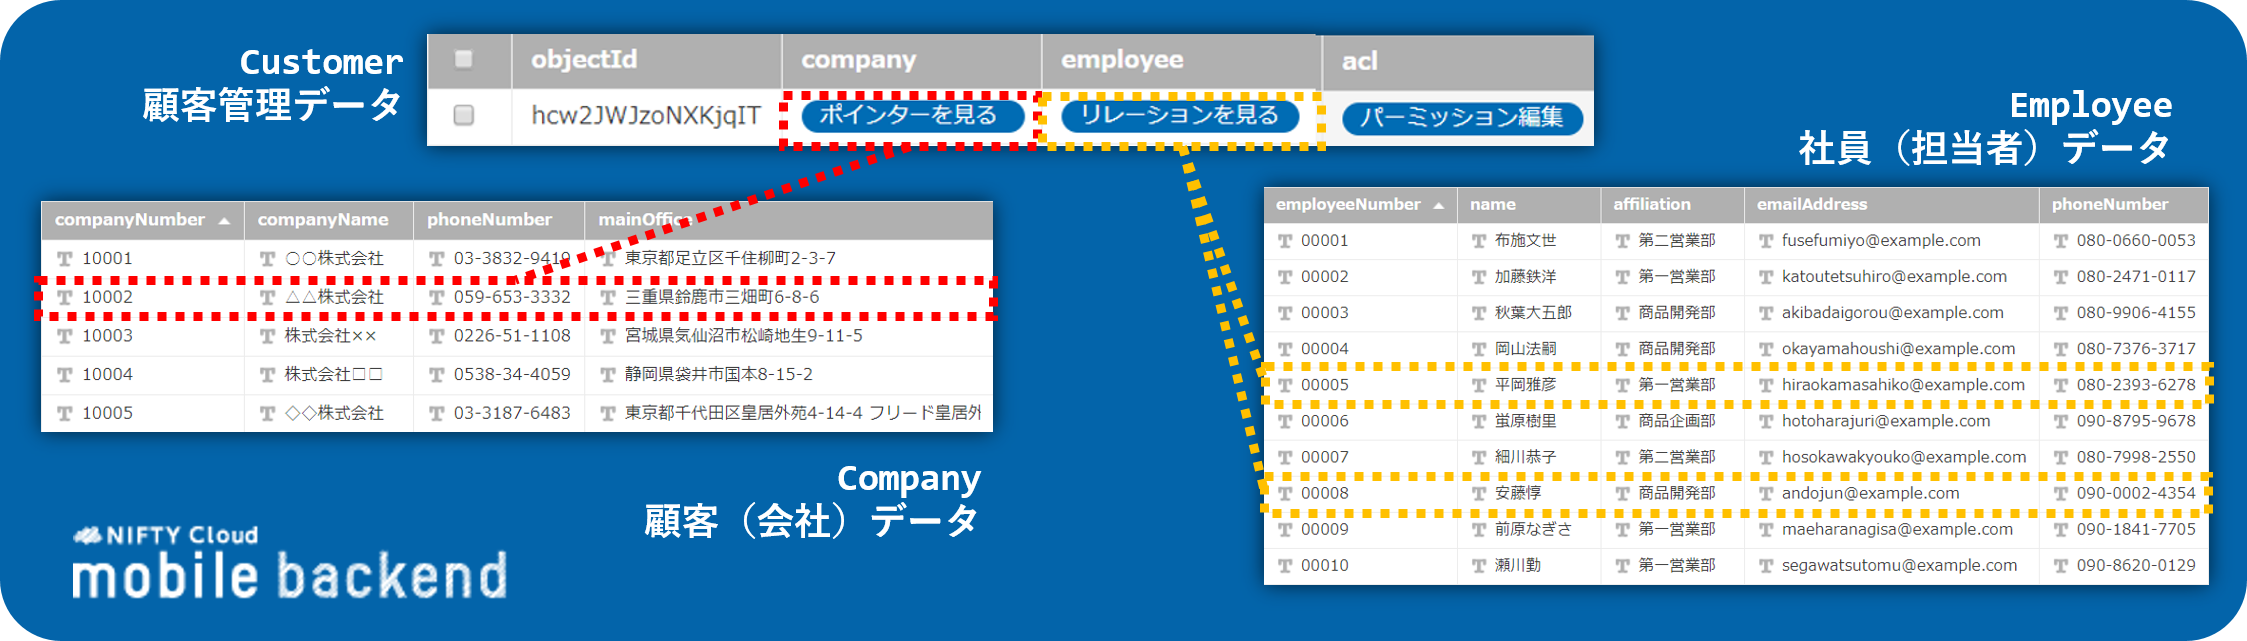 Customer
顧客管理データ
objectId company employee acl
hcw2JWJzoNXKjqIT ポインターを見る リレーションを見る パーミッション編集
Employee
社員（担当者）データ
companyNumber companyName phoneNumber mainOffice
10001 ○○株式会社 03-3832-9419 東京都足立区千住柳町2-3-7
10002 △△株式会社 059-653-3332 三重県鈴鹿市三畑町6-8-6
10003 株式会社×× 0226-51-1108 宮城県気仙沼市松崎地生9-11-5
10004 株式会社□□ 0538-34-4059 静岡県袋井市国本8-15-2
10005 ◇◇株式会社 03-3187-6483 東京都千代田区皇居外苑4-14-4 フリード皇居外
Company
顧客（会社）データ
employeeNumber name affiliation emailAddress phoneNumber
00001 布施文世 第二営業部 fusefumiyo@example.com 080-0660-0053
00002 加藤鉄洋 第一営業部 katoutetsuhiro@example.com 080-2471-0117
00003 秋葉大五郎 商品開発部 akibadaigorou@example.com 080-9906-4155
00004 岡山法嗣 商品開発部 okayamahoushi@example.com 080-7376-3717
00005 平岡雅彦 第一営業部 hiraokamasahiko@example.com 080-2393-6278
00006 蛍原樹里 商品企画部 hotoharajuri@example.com 090-8795-9678
00007 細川恭子 第二営業部 hosokawakyouko@example.com 080-7998-2550
00008 安藤惇 商品開発部 andojun@example.com 090-0002-4354
00009 前原なぎさ 第一営業部 maeharanagisa@example.com 090-1841-7705
00010 瀬川勤 第一営業部 segawatsutomu@example.com 090-8620-0129
NIFTY Cloud
mobile backend